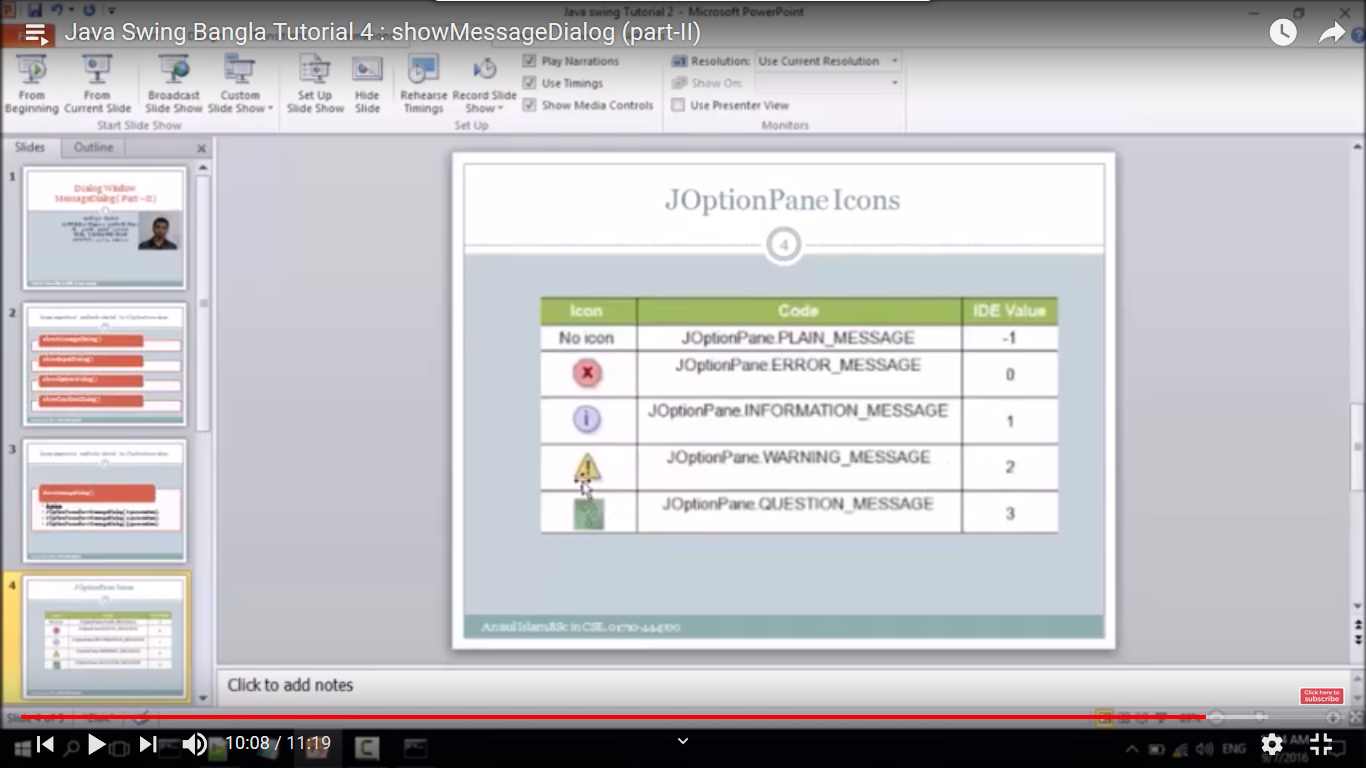 Java swing Tutorial 2 - Microsoft PowerPoint
Java Swing Bangla Tutorial 4 : showMessageDialog (part-II)
From Beginning
From Current Slide
Broadcast Slide Show
Custom Slide Show
Set Up Slide Show
Hide Slide
Rehearse Timings
Record Slide Show
Play Narrations
Use Timings
Show Media Controls
Resolution: Use Current Resolution
Show On:
Use Presenter View
Start Slide Show
Set Up
Monitors
Slides
Outline
1
Dialog Window
MessageDialog( Part - II )
2
showMessageDialog()
showInputDialog()
showOptionDialog()
showConfirmDialog()
3
showMessageDialog()
4
JOptionPane Icons
JOptionPane Icons
4
Icon Code IDE Value
No icon JOptionPane.PLAIN_MESSAGE -1
JOptionPane.ERROR_MESSAGE 0
JOptionPane.INFORMATION_MESSAGE 1
JOptionPane.WARNING_MESSAGE 2
JOptionPane.QUESTION_MESSAGE 3
Anisul Islam,BSc in CSE, 01710-444700
Click to add notes
Click here to
subscribe
10:08 / 11:19
ENG
AM
9/7/2016